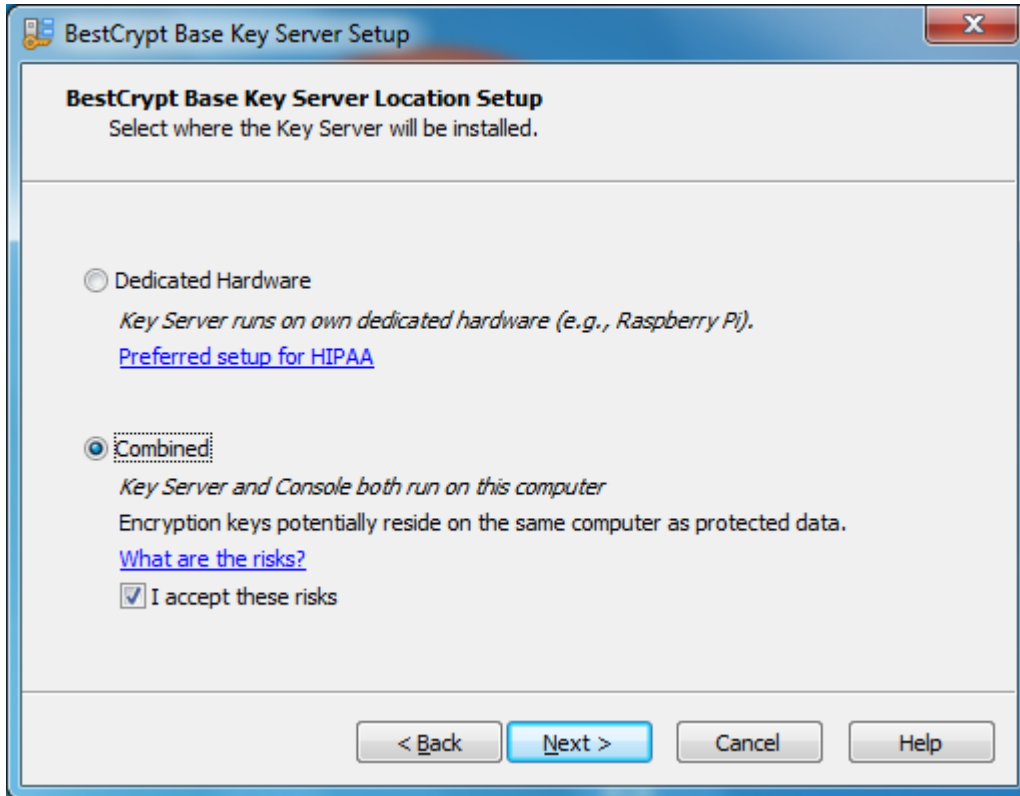 BestCrypt Base Key Server Setup
BestCrypt Base Key Server Location Setup
Select where the Key Server will be installed.
Dedicated Hardware
Key Server runs on own dedicated hardware (e.g., Raspberry Pi).
Preferred setup for HIPAA
Combined
Key Server and Console both run on this computer
Encryption keys potentially reside on the same computer as protected data.
What are the risks?
I accept these risks
< Back Next > Cancel Help